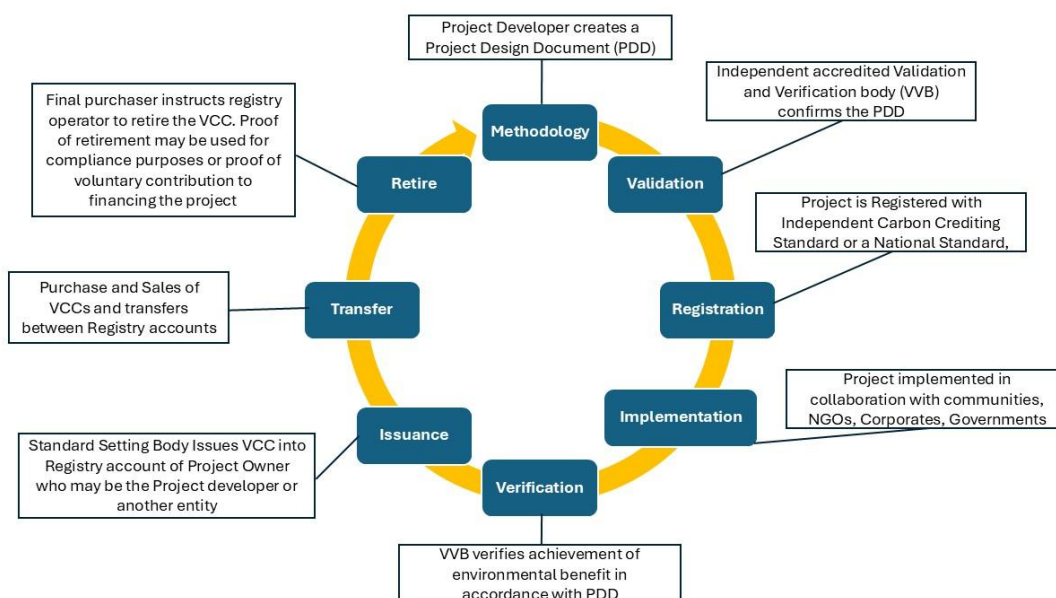 Project Developer creates a
Project Design Document (PDD)
Methodology
Independent accredited Validation
and Verification body (VVB)
confirms the PDD
Validation
Project is Registered with
Independent Carbon Crediting
Standard or a National Standard,
Registration
Project implemented in
collaboration with communities,
NGOs, Corporates, Governments
Implementation
Verification
VVB verifies achievement of
environmental benefit in
accordance with PDD
Issuance
Standard Setting Body Issues VCC into
Registry account of Project Owner
who may be the Project developer or
another entity
Transfer
Purchase and Sales of
VCCs and transfers
between Registry accounts
Retire
Final purchaser instructs registry
operator to retire the VCC. Proof
of retirement may be used for
compliance purposes or proof of
voluntary contribution to
financing the project